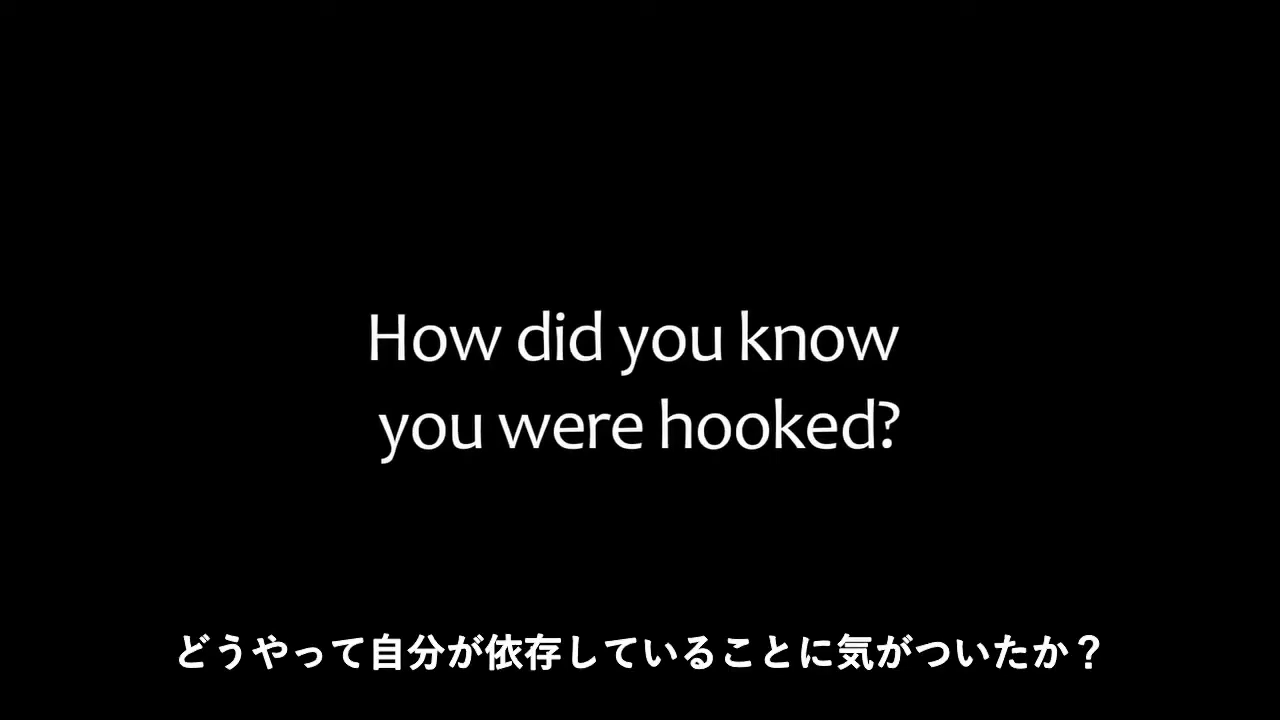 How did you know
you were hooked?
どうやって自分が依存していることに気がついたか？